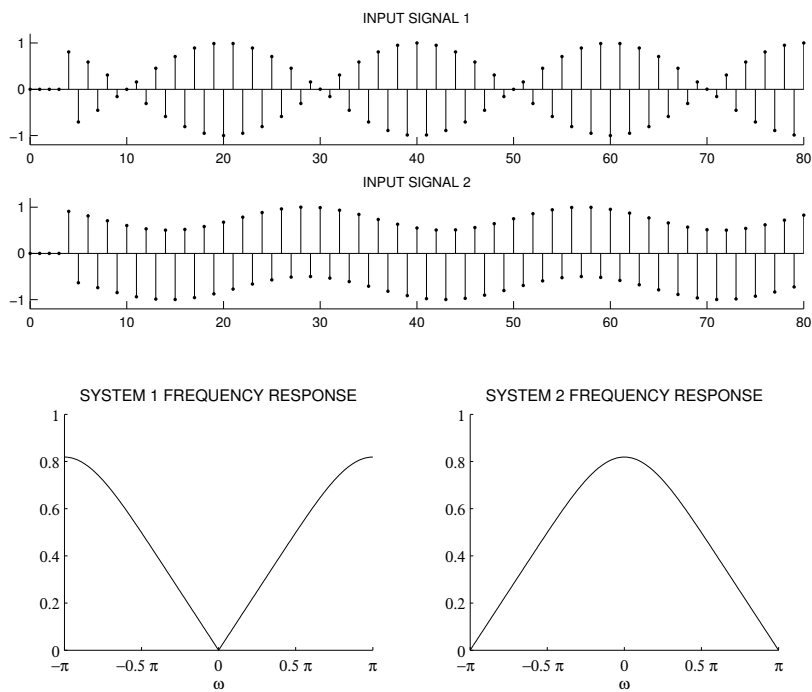 INPUT SIGNAL 1
1
0
−1
0 10 20 30 40 50 60 70 80
INPUT SIGNAL 2
1
0
−1
0 10 20 30 40 50 60 70 80
SYSTEM 1 FREQUENCY RESPONSE
1
0.8
0.6
0.4
0.2
0
−π −0.5 π 0 0.5 π π
ω
SYSTEM 2 FREQUENCY RESPONSE
1
0.8
0.6
0.4
0.2
0
−π −0.5 π 0 0.5 π π
ω